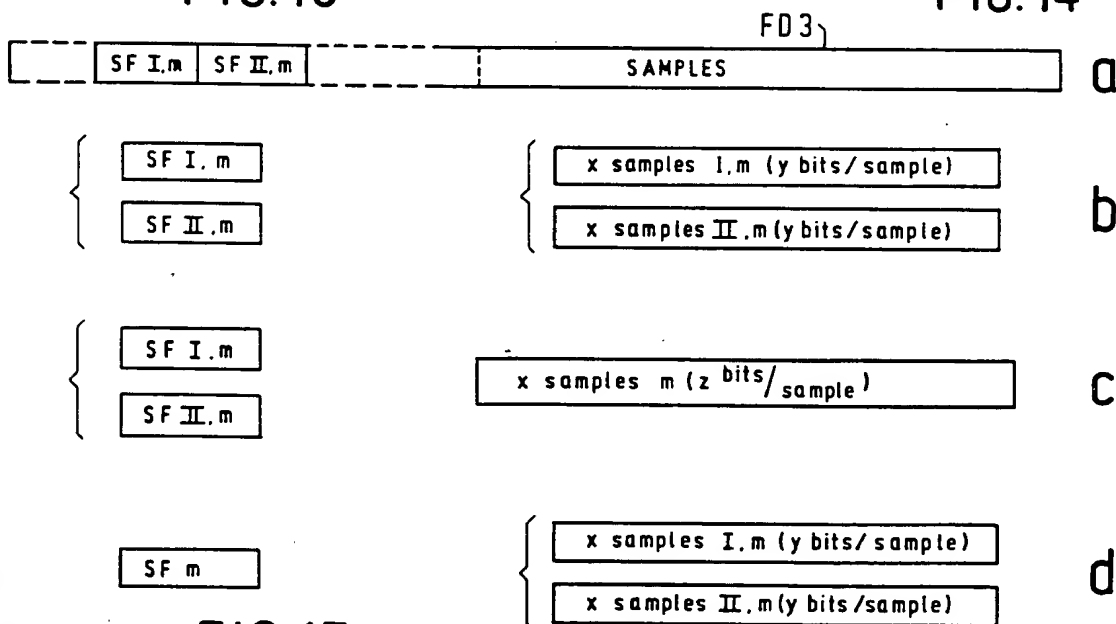 FD3
SF I.m SF II.m SAMPLES a
SF I.m x samples I,m (y bits/sample)
SF II.m x samples II.m (y bits/sample) b
SF I.m
x samples m (z bits/sample) c
SF II.m
x samples I.m (y bits/sample)
SF m d
x samples II.m (y bits/sample)